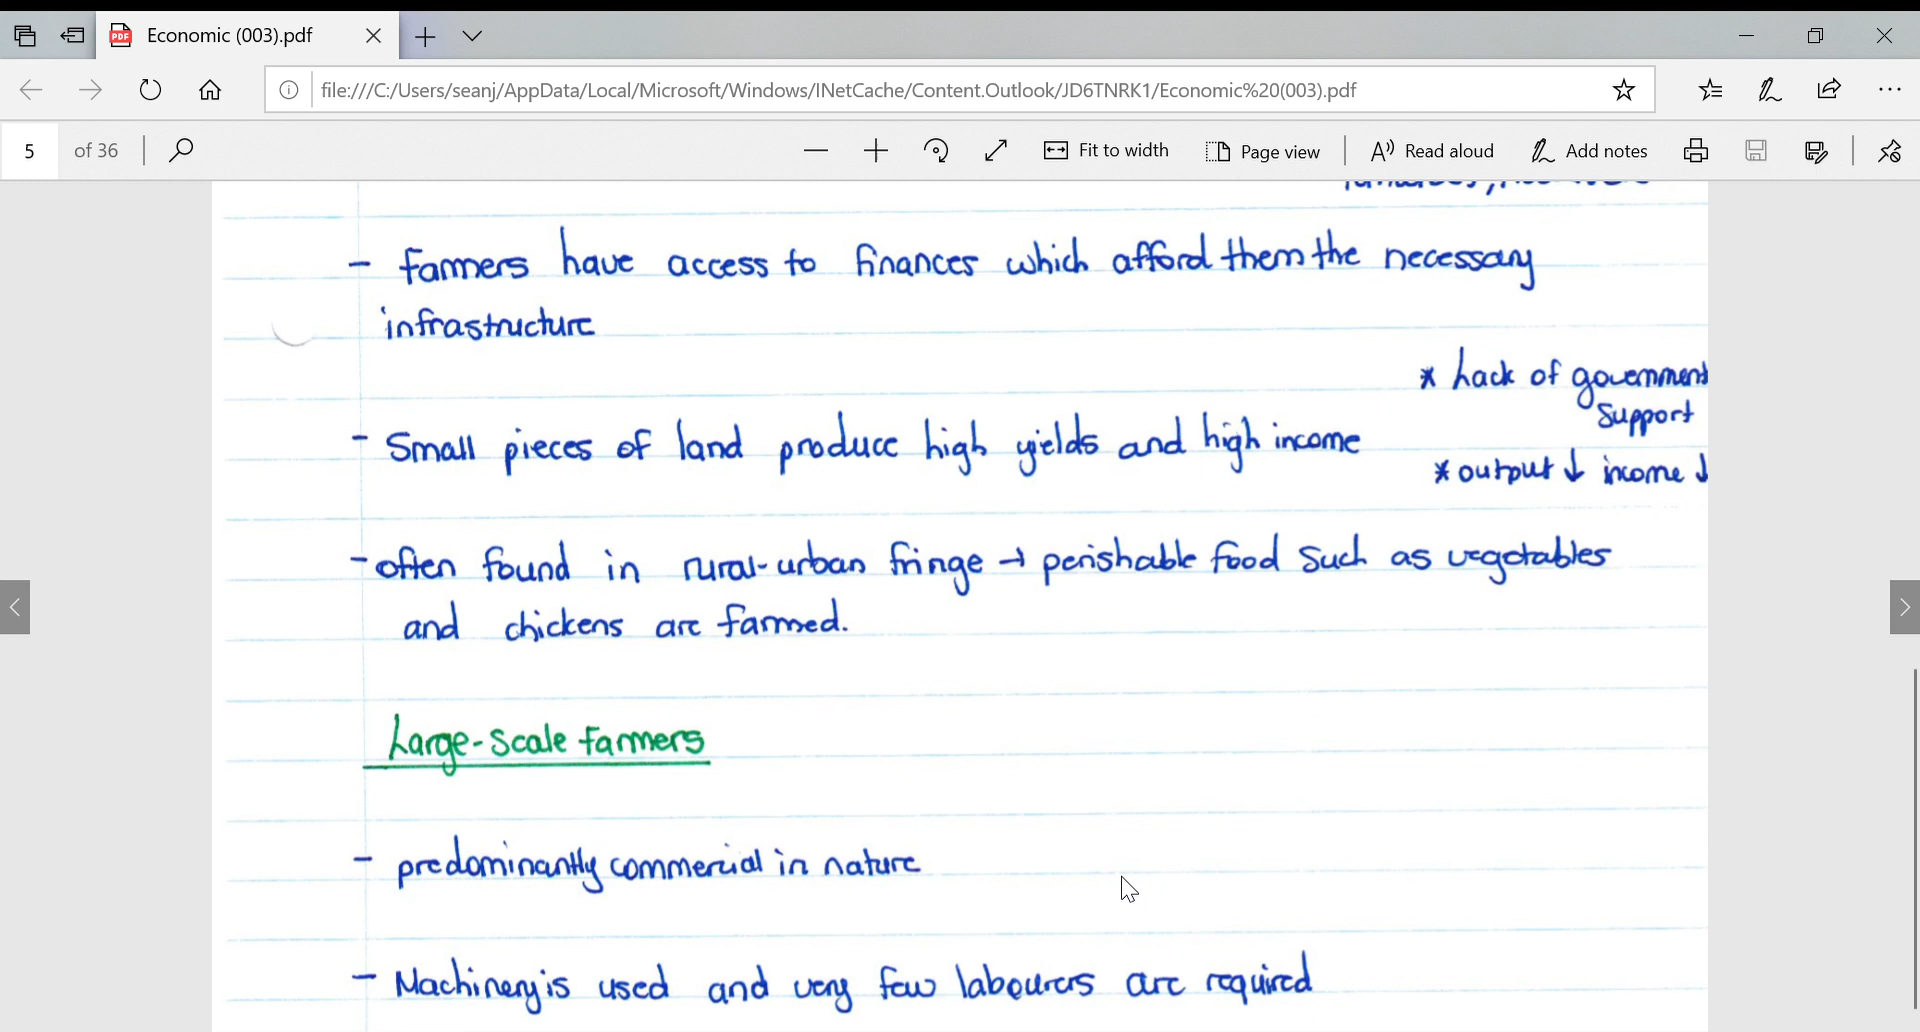 Economic (003).pdf
file:///C:/Users/seanj/AppData/Local/Microsoft/Windows/INetCache/Content.Outlook/JD6TNRK1/Economic%20(003).pdf
5 of 36
Fit to width
Page view
Read aloud
Add notes
- farmers have access to finances which afford them the necessary
infrastructure
* Lack of government
support
- Small pieces of land produce high yields and high income
* output ↓ income ↓
- often found in rural-urban fringe → perishable food such as vegetables
and chickens are farmed.
Large-scale farmers
- predominantly commercial in nature
- Machinery is used and very few labourers are required